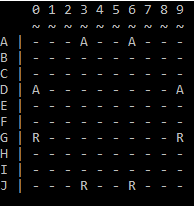 0 1 2 3 4 5 6 7 8 9
~ ~ ~ ~ ~ ~ ~ ~ ~ ~
A | - - - A - - A - - -
B | - - - - - - - - - -
C | - - - - - - - - - -
D | A - - - - - - - - A
E | - - - - - - - - - -
F | - - - - - - - - - -
G | R - - - - - - - - R
H | - - - - - - - - - -
I | - - - - - - - - - -
J | - - - R - - R - - -